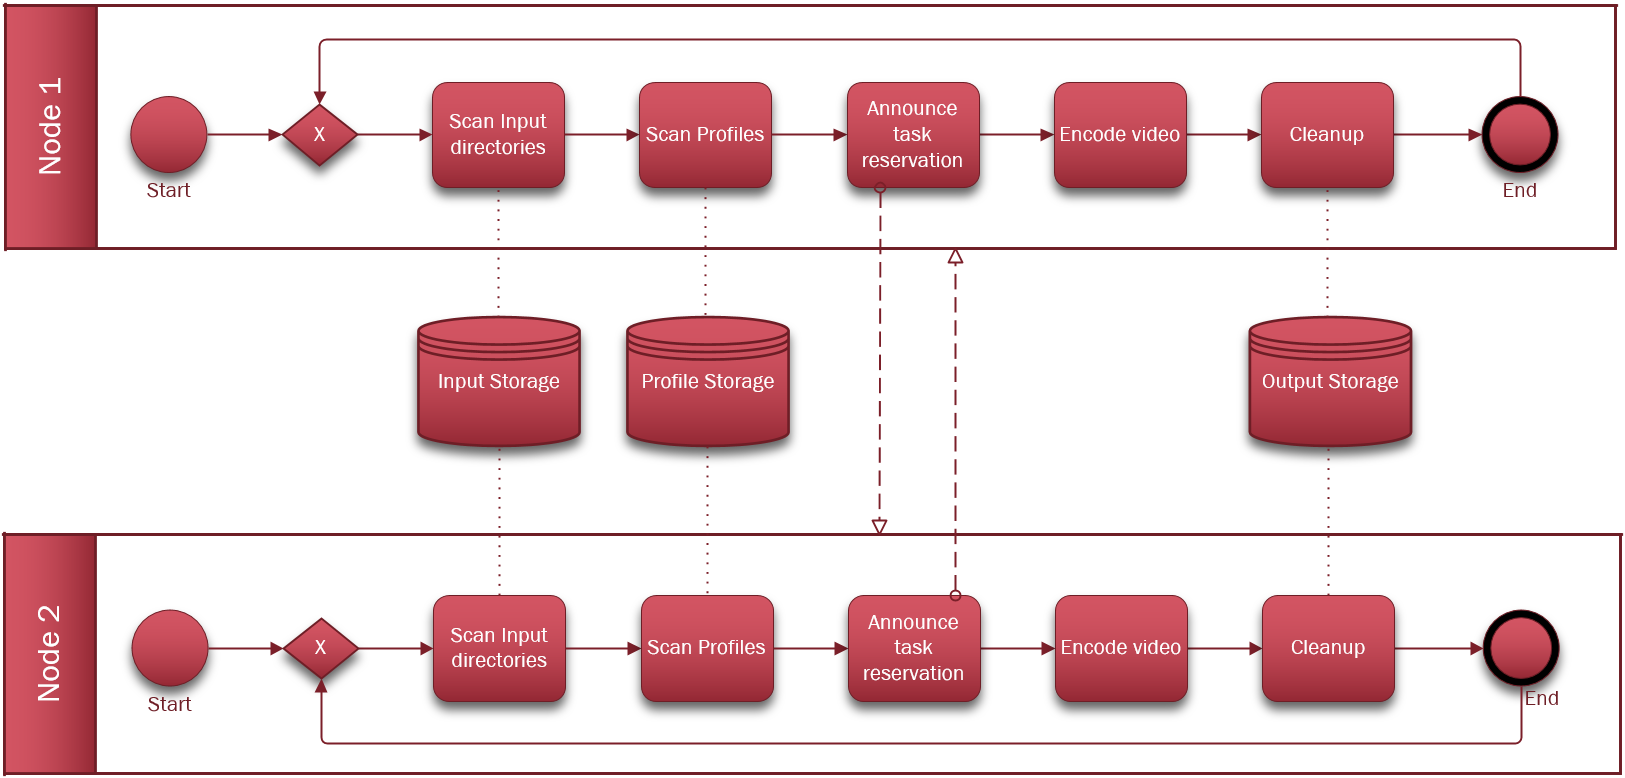 Node 1
Start
X
Scan Input
directories
Scan Profiles
Announce
task
reservation
Encode video
Cleanup
End
Input Storage
Profile Storage
Output Storage
Node 2
Start
X
Scan Input
directories
Scan Profiles
Announce
task
reservation
Encode video
Cleanup
End